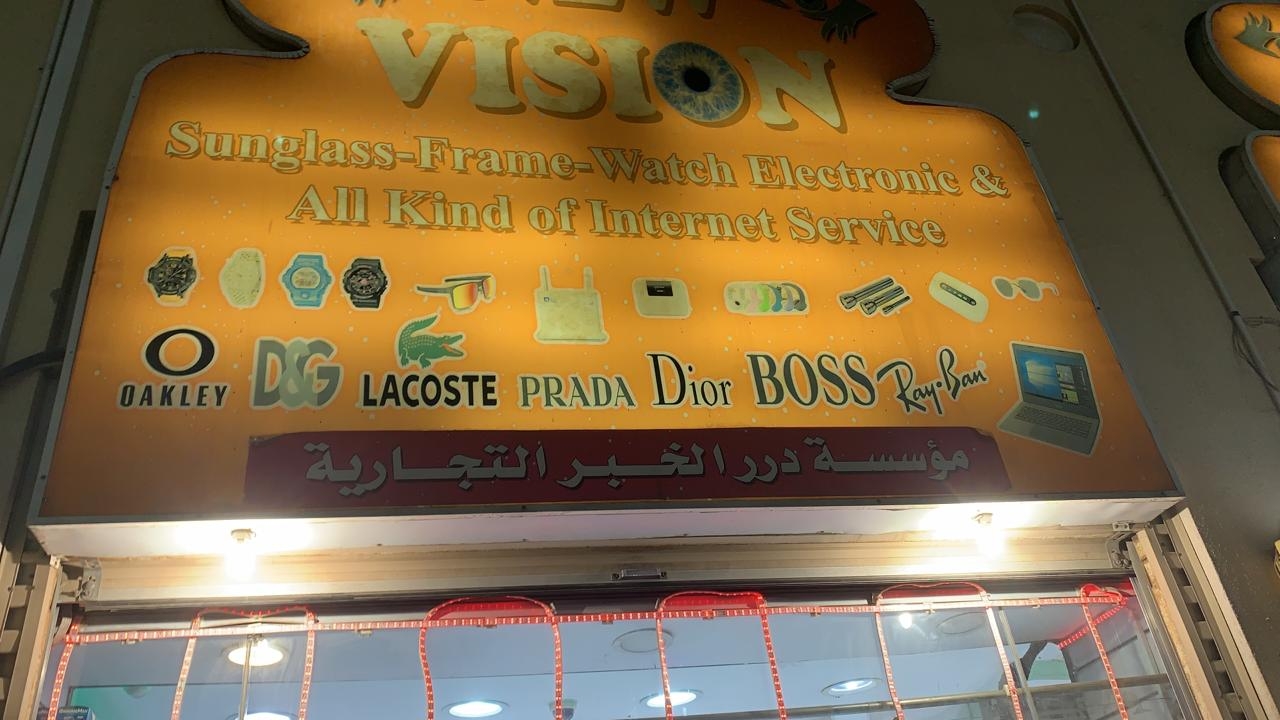 VISION
Sunglass-Frame-Watch Electronic &
All Kind of Internet Service
OAKLEY D&G LACOSTE PRADA Dior BOSS Ray-Ban
مؤسسة درر الخبر التجارية